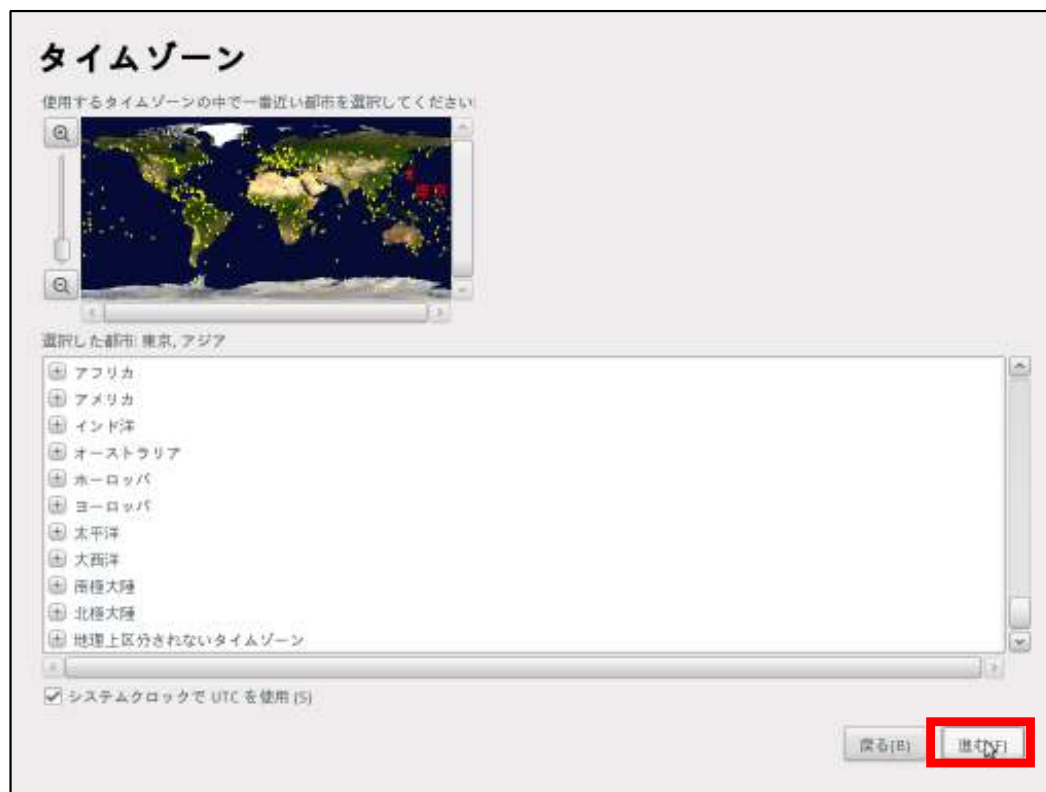 タイムゾーン
使用するタイムゾーンの中で一番近い都市を選択してください:
東京
選択した都市: 東京, アジア
アフリカ
アメリカ
インド洋
オーストラリア
ホーロッパ
ヨーロッパ
太平洋
大西洋
南極大陸
北極大陸
地理上区分されないタイムゾーン
システムクロックで UTC を使用 (S)
戻る(B) 進む(F)